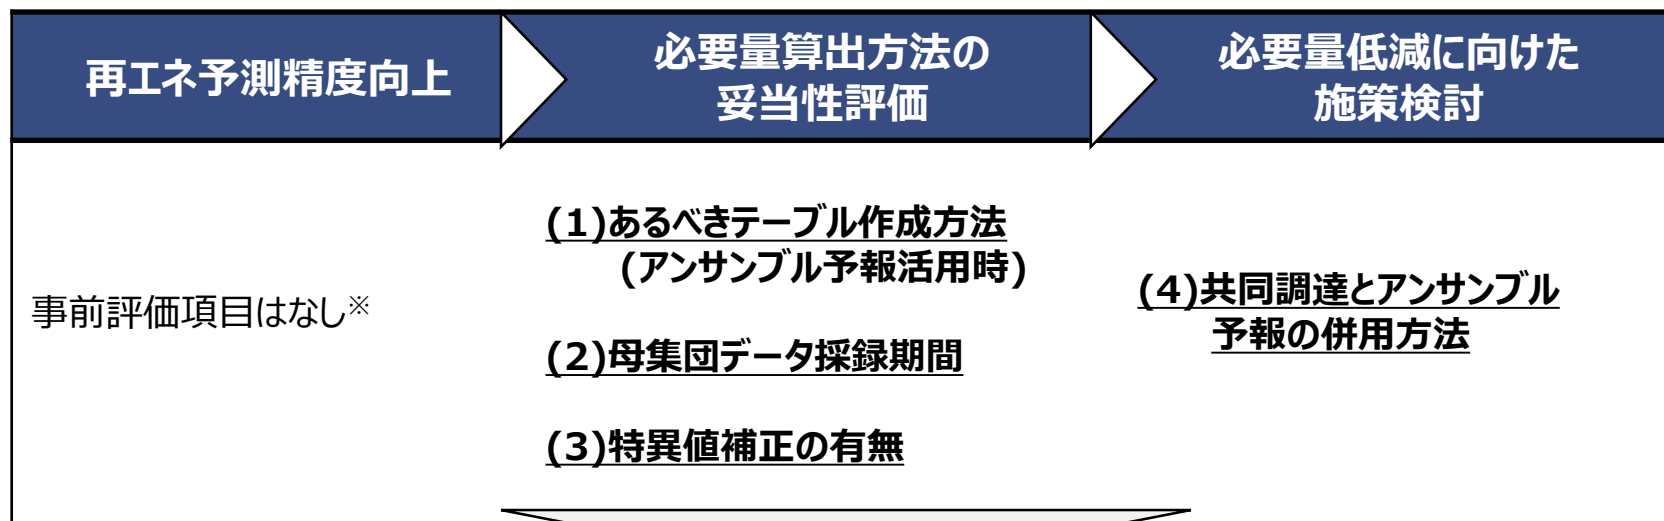 再エネ予測精度向上
必要量算出方法の
妥当性評価
必要量低減に向けた
施策検討
事前評価項目はなし※
(1)あるべきテーブル作成方法
(アンサンブル予報活用時)
(2)母集団データ採録期間
(3)特異値補正の有無
(4)共同調達とアンサンブル
予報の併用方法